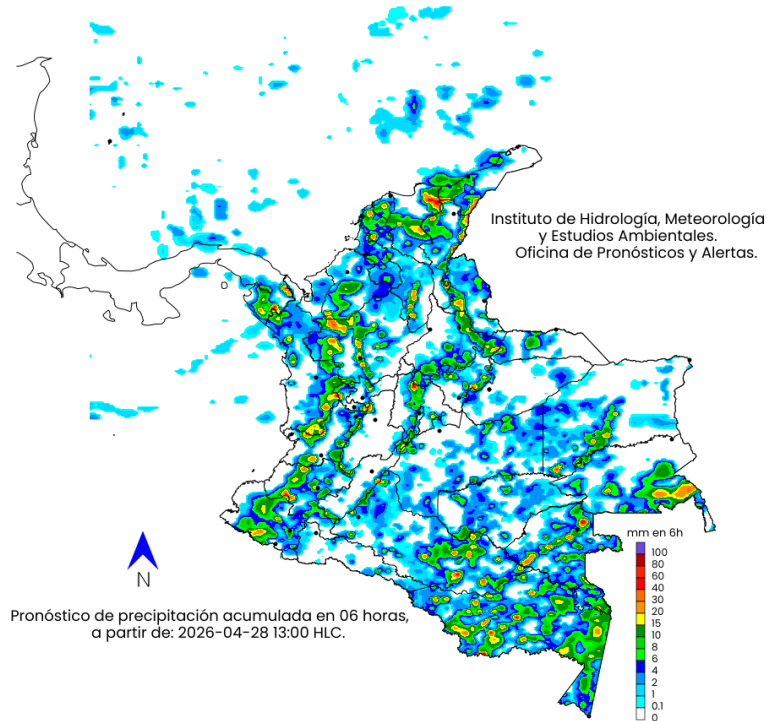 Instituto de Hidrología, Meteorología
y Estudios Ambientales.
Oficina de Pronósticos y Alertas.
mm en 6h
100
80
60
40
30
20
15
10
8
6
4
2
1
0,1
0
N
Pronóstico de precipitación acumulada en 06 horas,
a partir de: 2026-04-28 13:00 HLC.